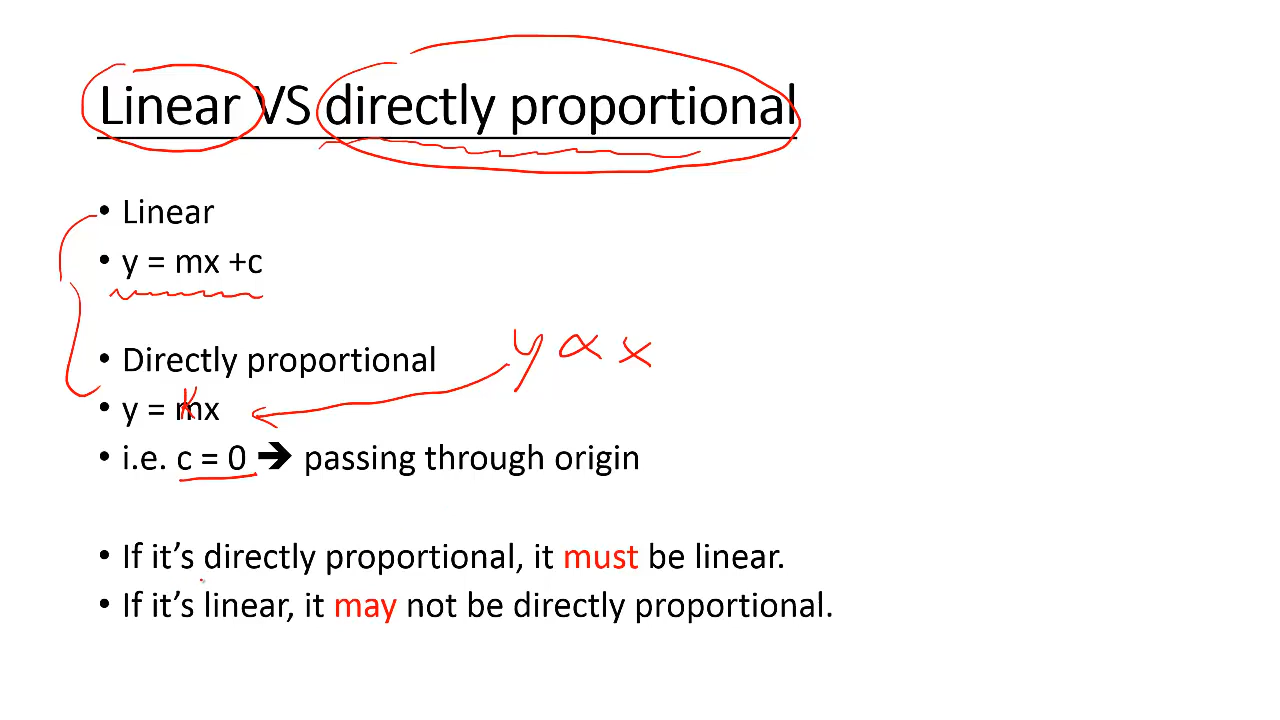 Linear VS directly proportional
• Linear
• y = mx +c
• Directly proportional
y ∝ x
• y = mx
K
• i.e. c = 0 ➔ passing through origin
• If it’s directly proportional, it must be linear.
• If it’s linear, it may not be directly proportional.